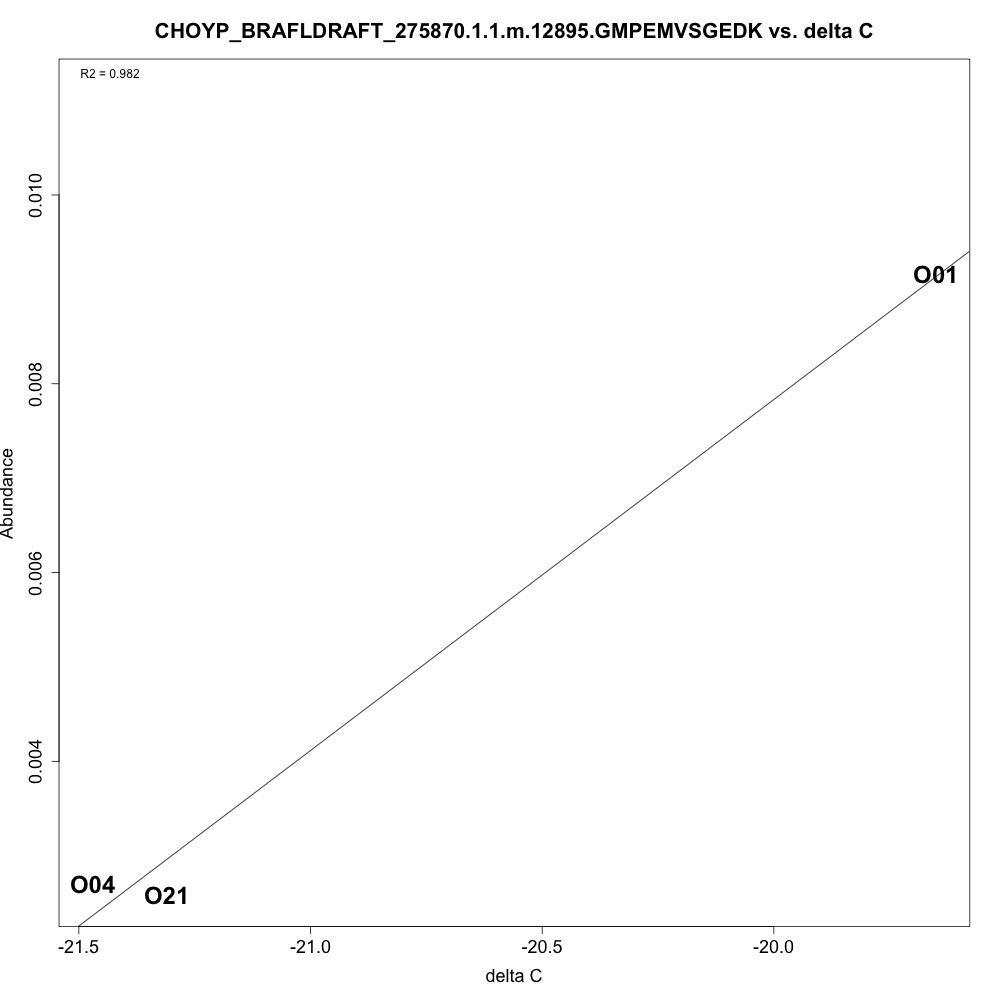 CHOYP_BRAFLDRAFT_275870.1.1.m.12895.GMPEMVSGEDK vs. delta C
R2 = 0.982
0.010
O01
0.008
Abundance
0.006
0.004
O04
O21
-21.5 -21.0 -20.5 -20.0
delta C